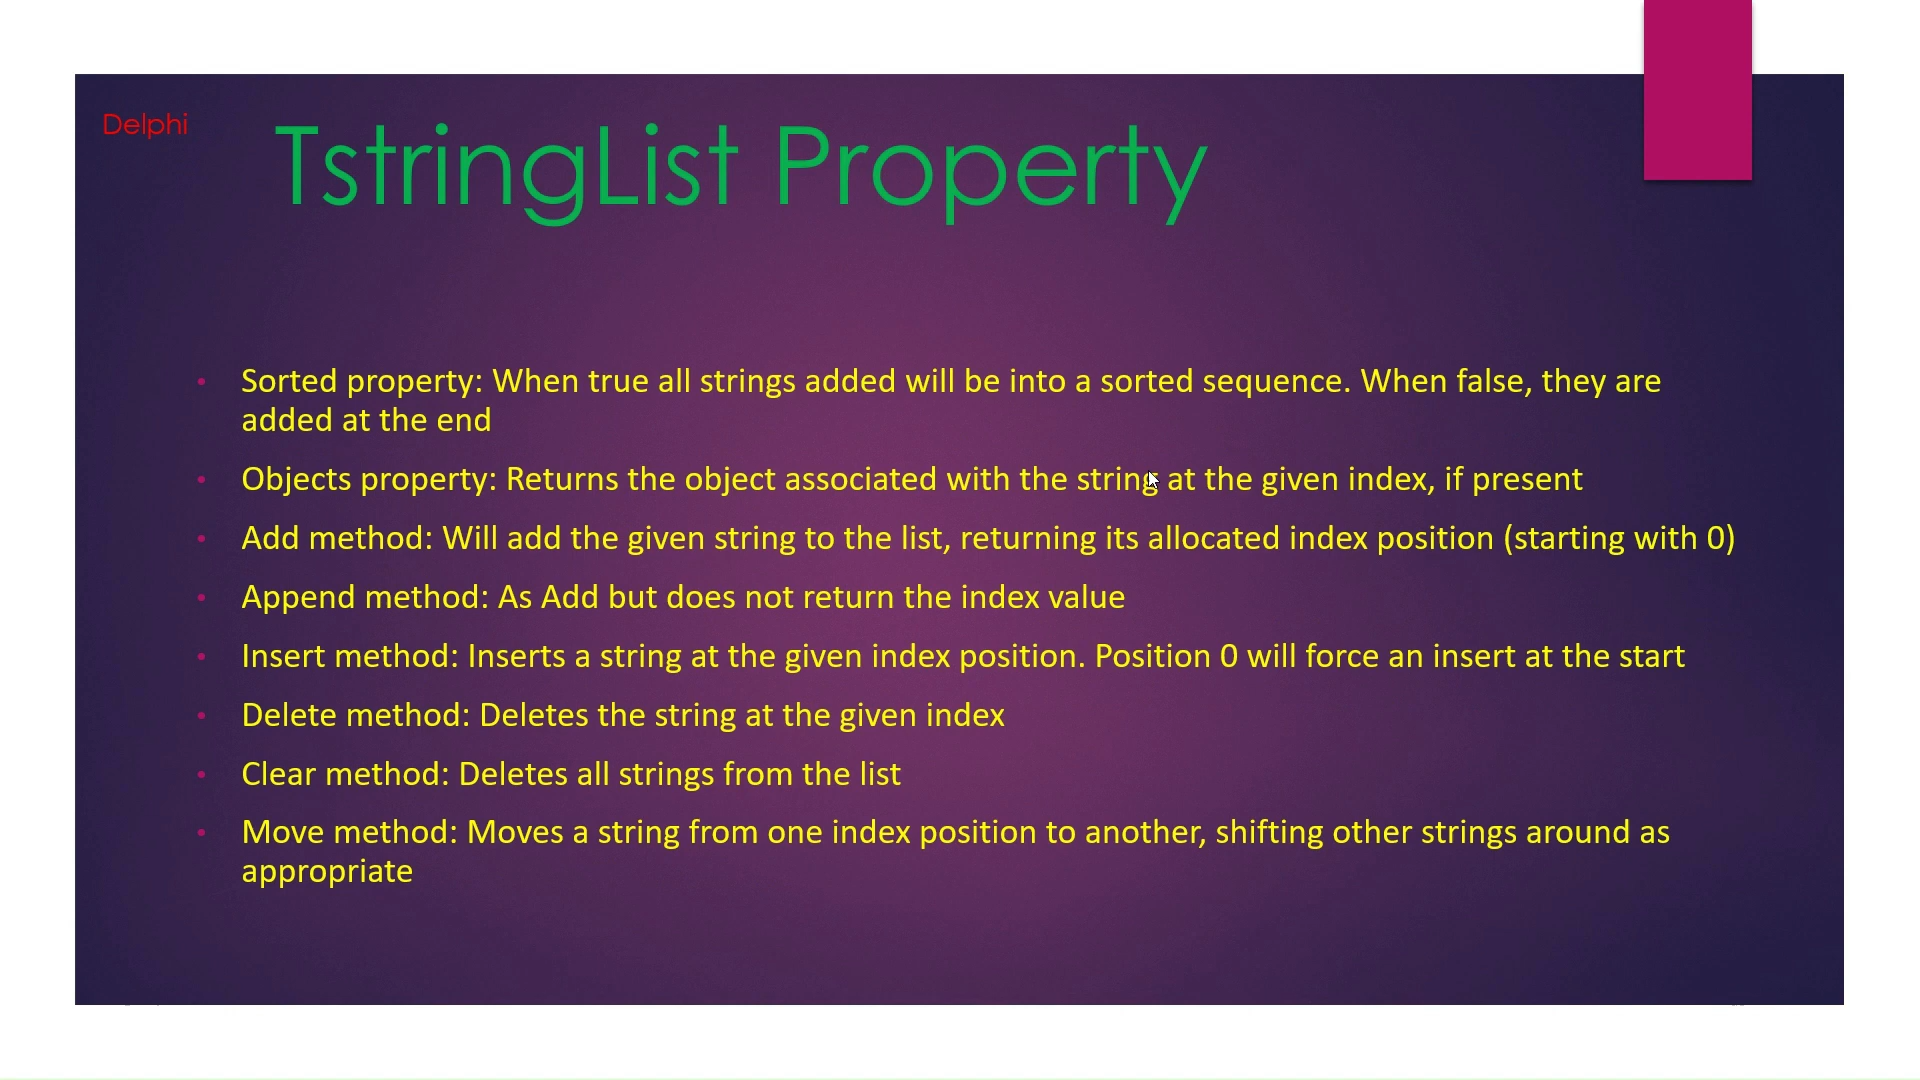 Delphi
TstringList Property
• Sorted property: When true all strings added will be into a sorted sequence. When false, they are
added at the end
• Objects property: Returns the object associated with the string at the given index, if present
• Add method: Will add the given string to the list, returning its allocated index position (starting with 0)
• Append method: As Add but does not return the index value
• Insert method: Inserts a string at the given index position. Position 0 will force an insert at the start
• Delete method: Deletes the string at the given index
• Clear method: Deletes all strings from the list
• Move method: Moves a string from one index position to another, shifting other strings around as
appropriate